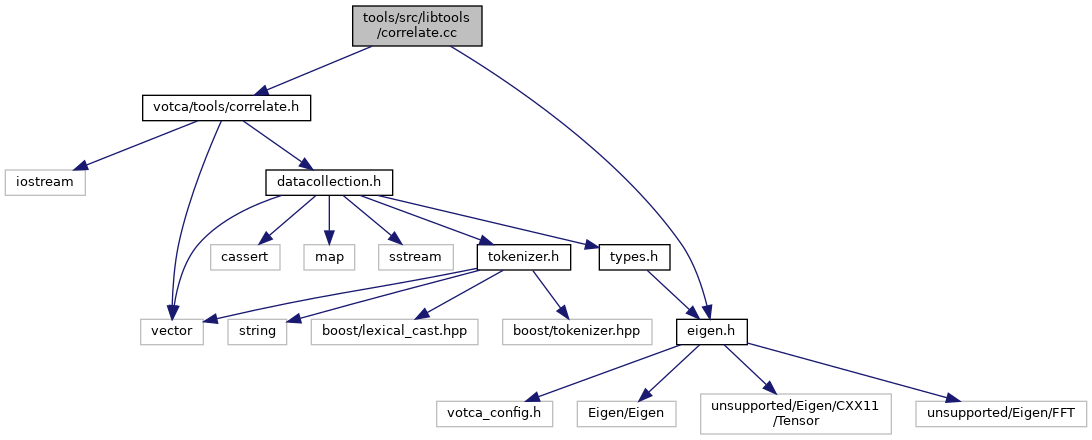 tools/src/libtools
/correlate.cc
votca/tools/correlate.h
iostream
datacollection.h
cassert
map
sstream
tokenizer.h
types.h
vector
string
boost/lexical_cast.hpp
boost/tokenizer.hpp
eigen.h
votca_config.h
Eigen/Eigen
unsupported/Eigen/CXX11
/Tensor
unsupported/Eigen/FFT